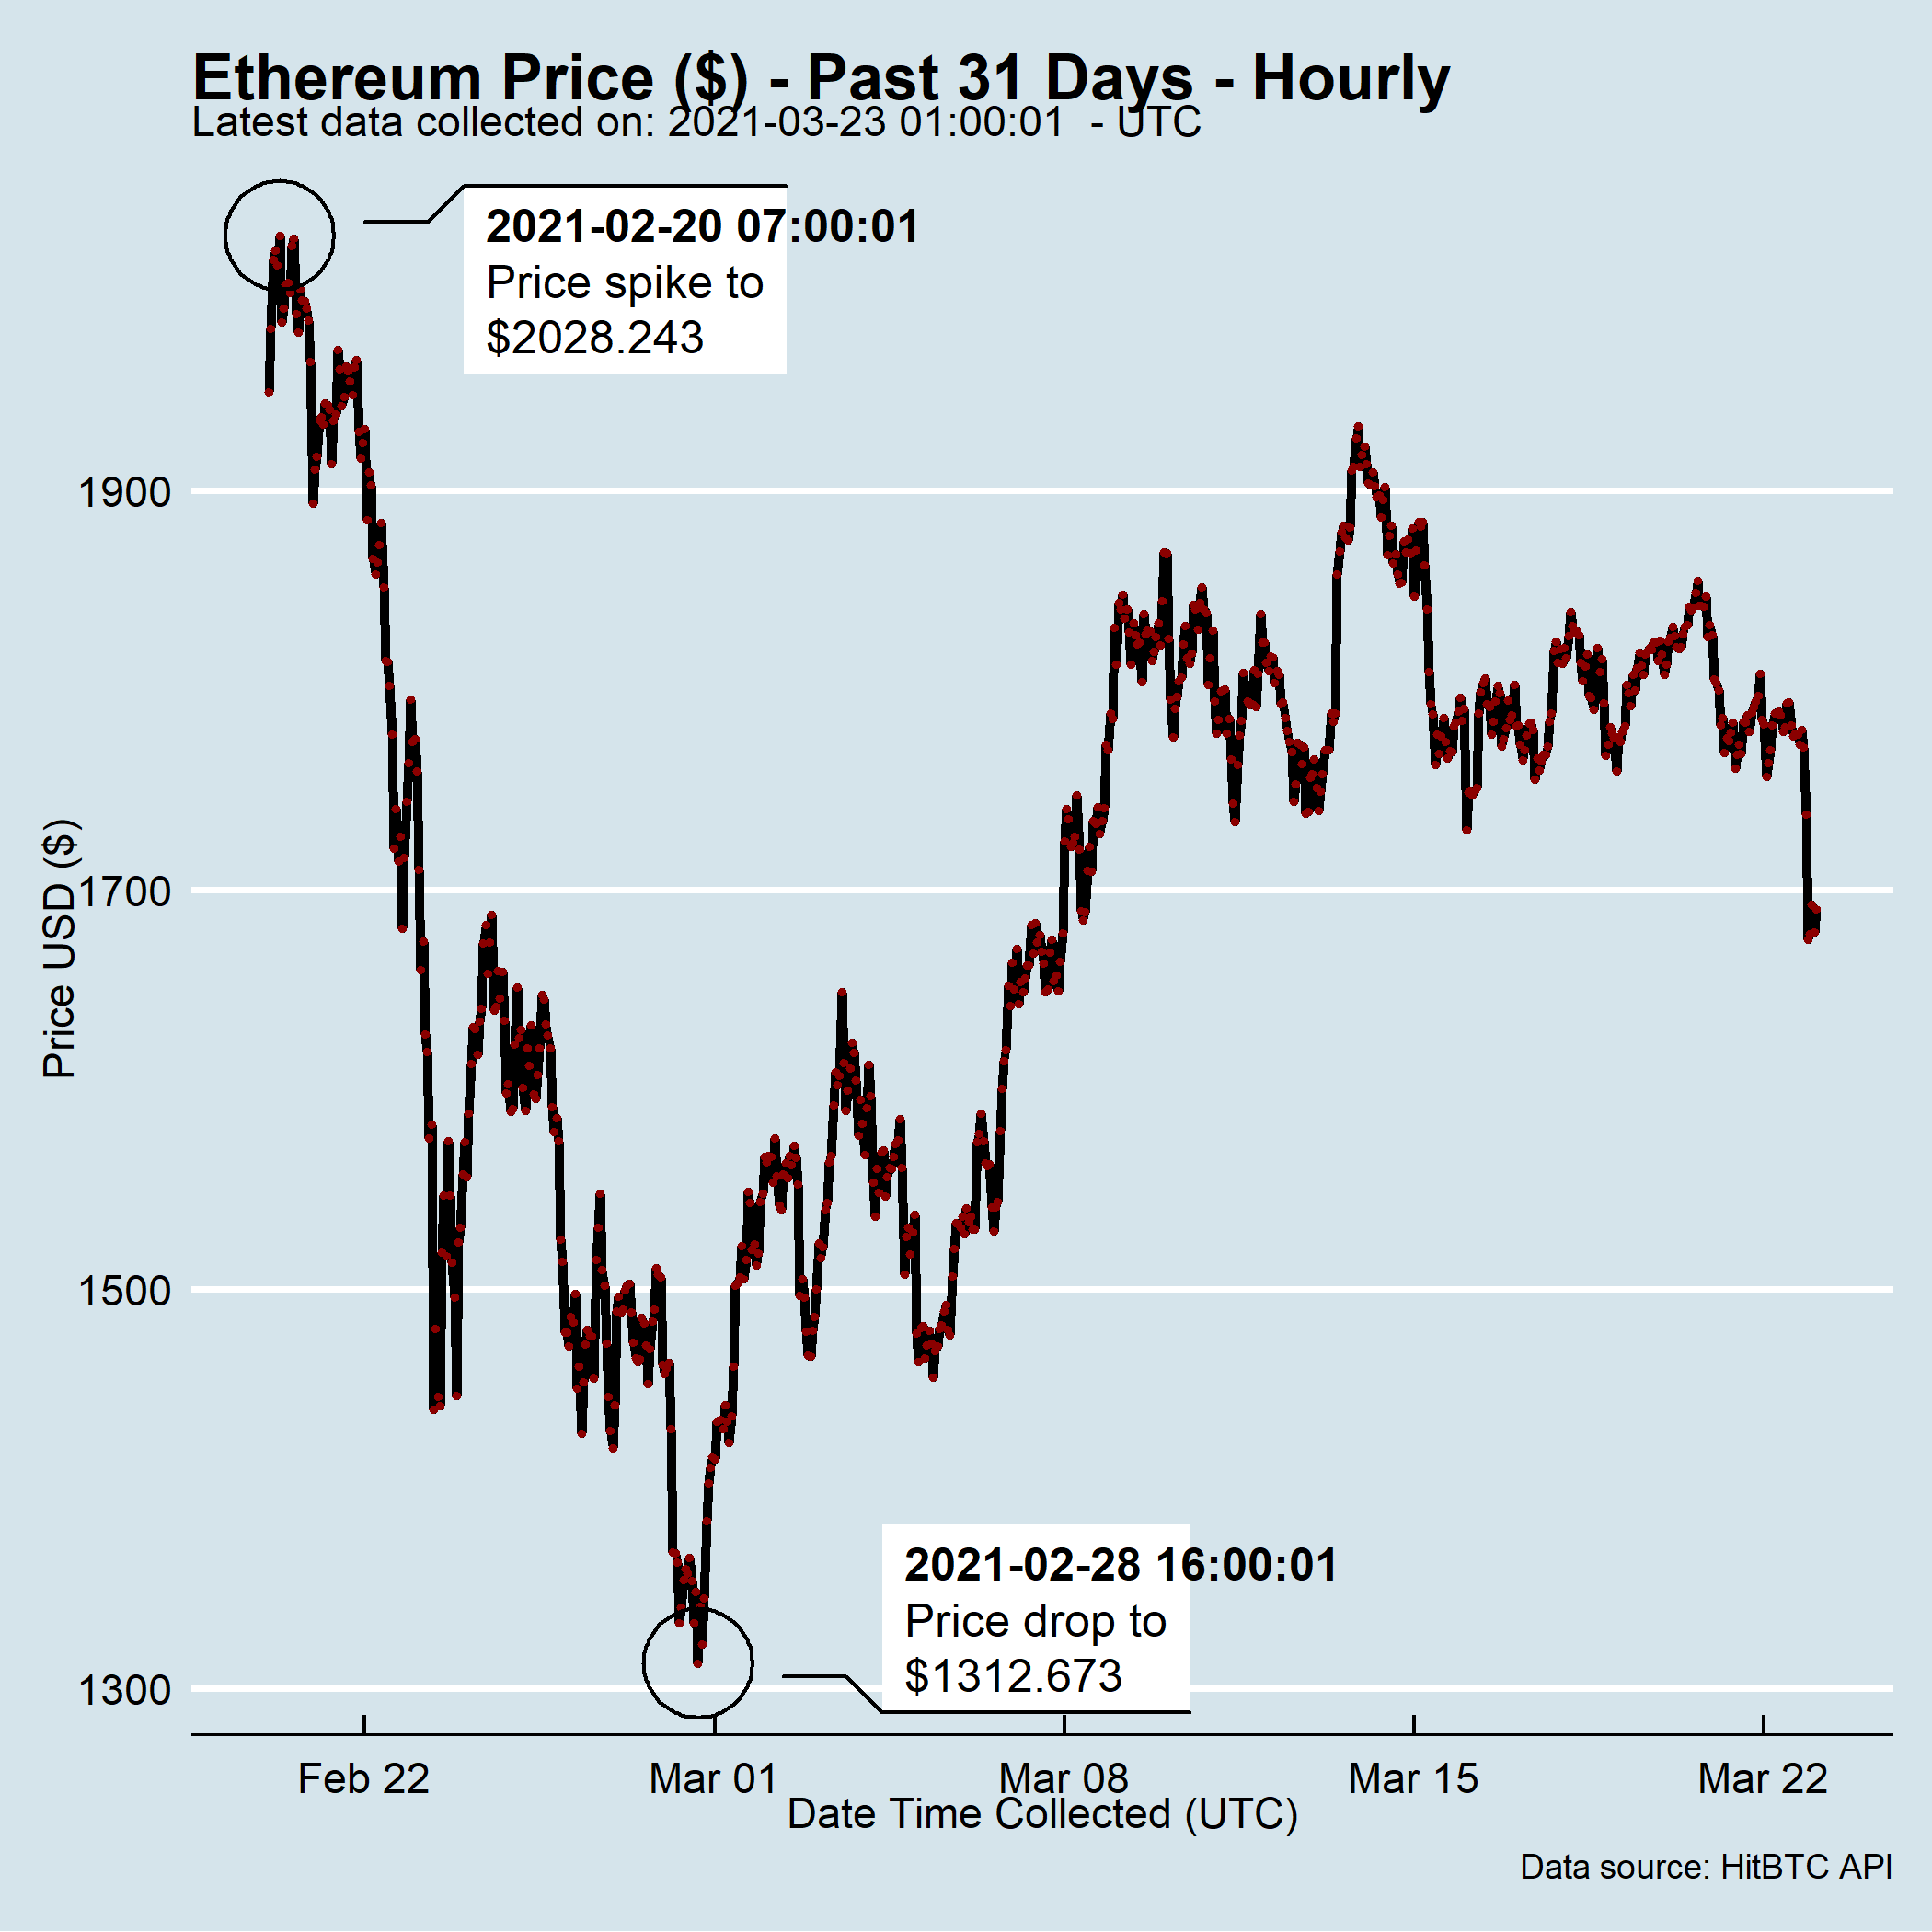 Ethereum Price ($) - Past 31 Days - Hourly
Latest data collected on: 2021-03-23 01:00:01  - UTC
2021-02-20 07:00:01
Price spike to
$2028.243
1900
1700
1500
1300
Price USD ($)
2021-02-28 16:00:01
Price drop to
$1312.673
Feb 22
Mar 01
Mar 08
Mar 15
Mar 22
Date Time Collected (UTC)
Data source: HitBTC API